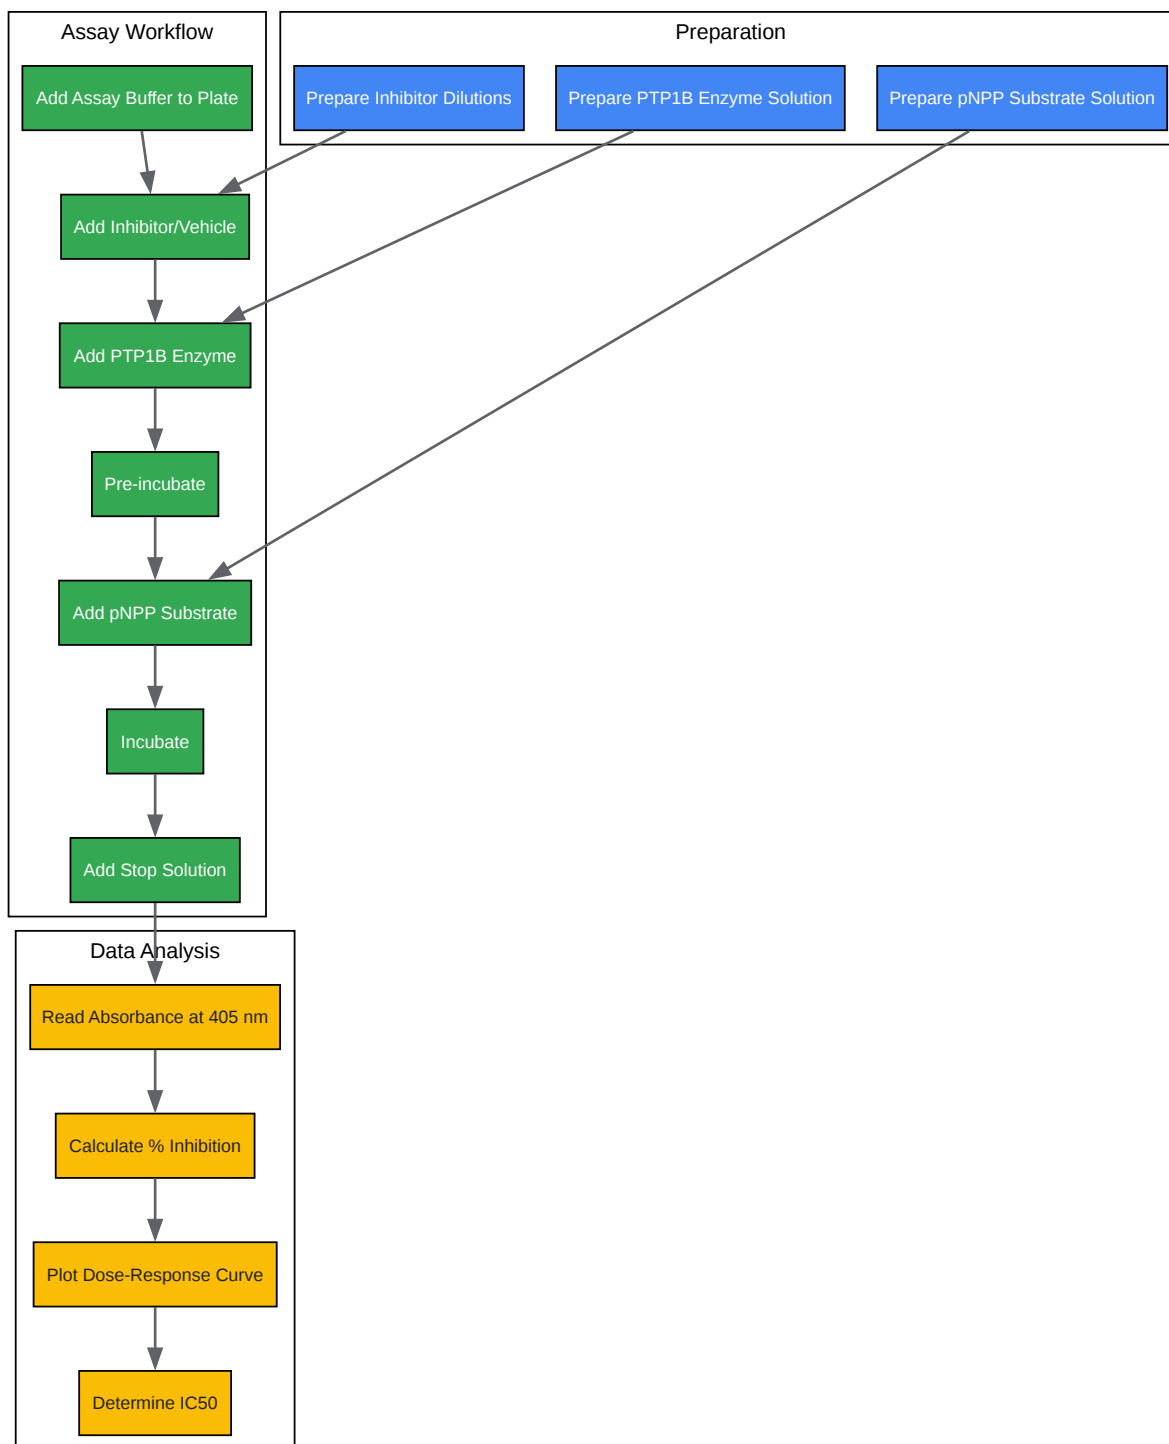 Assay Workflow
Preparation
Add Assay Buffer to Plate
Prepare Inhibitor Dilutions
Prepare PTP1B Enzyme Solution
Prepare pNPP Substrate Solution
Add Inhibitor/Vehicle
Add PTP1B Enzyme
Pre-incubate
Add pNPP Substrate
Incubate
Add Stop Solution
Data Analysis
Read Absorbance at 405 nm
Calculate % Inhibition
Plot Dose-Response Curve
Determine IC50